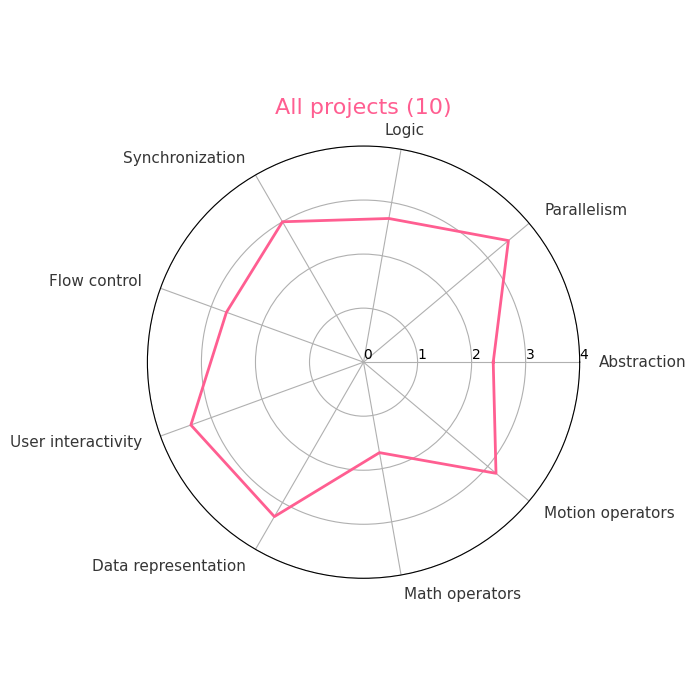 All projects (10)
Logic
Synchronization
Parallelism
Flow control
0 1 2 3 4
Abstraction
User interactivity
Motion operators
Data representation
Math operators